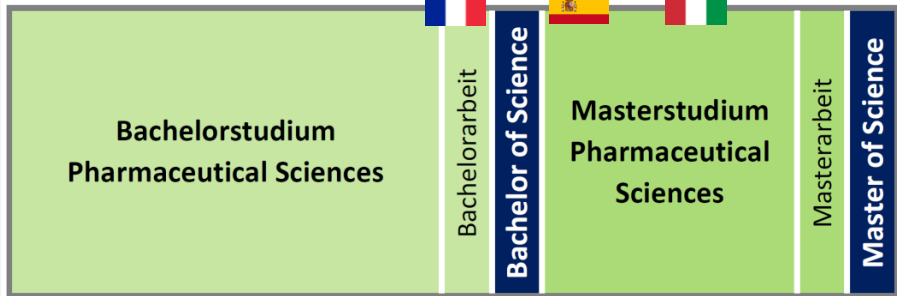 Bachelorstudium
Pharmaceutical Sciences
Bachelorarbeit
Bachelor of Science
Masterstudium
Pharmaceutical
Sciences
Masterarbeit
Master of Science